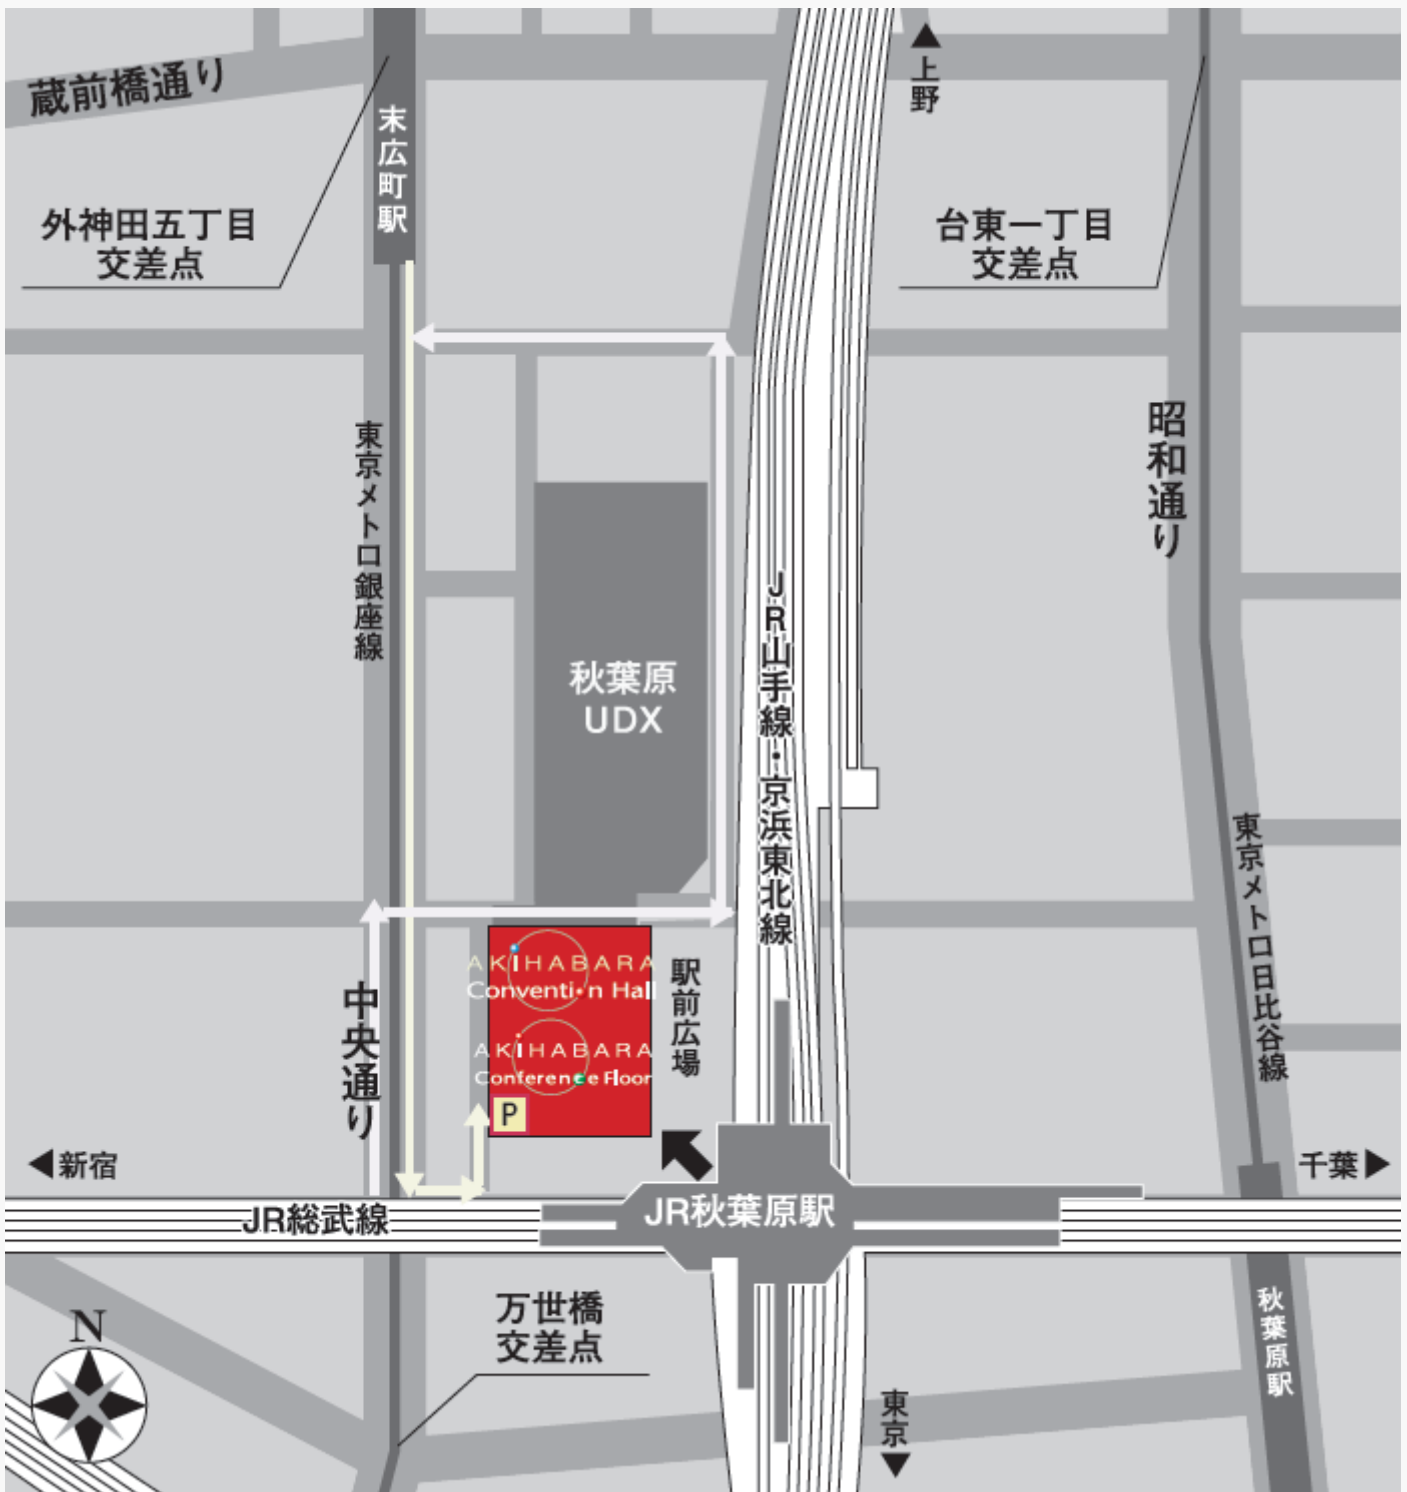 蔵前橋通り
末広町駅
上野
外神田五丁目
交差点
台東一丁目
交差点
東京メトロ銀座線
昭和通り
JR山手線・京浜東北線
秋葉原
UDX
東京メトロ日比谷線
中央通り
AKIHABARA
Convention Hall
AKIHABARA
Conference Floor
P
駅前広場
新宿
千葉
JR総武線
JR秋葉原駅
万世橋
交差点
秋葉原駅
N
東京